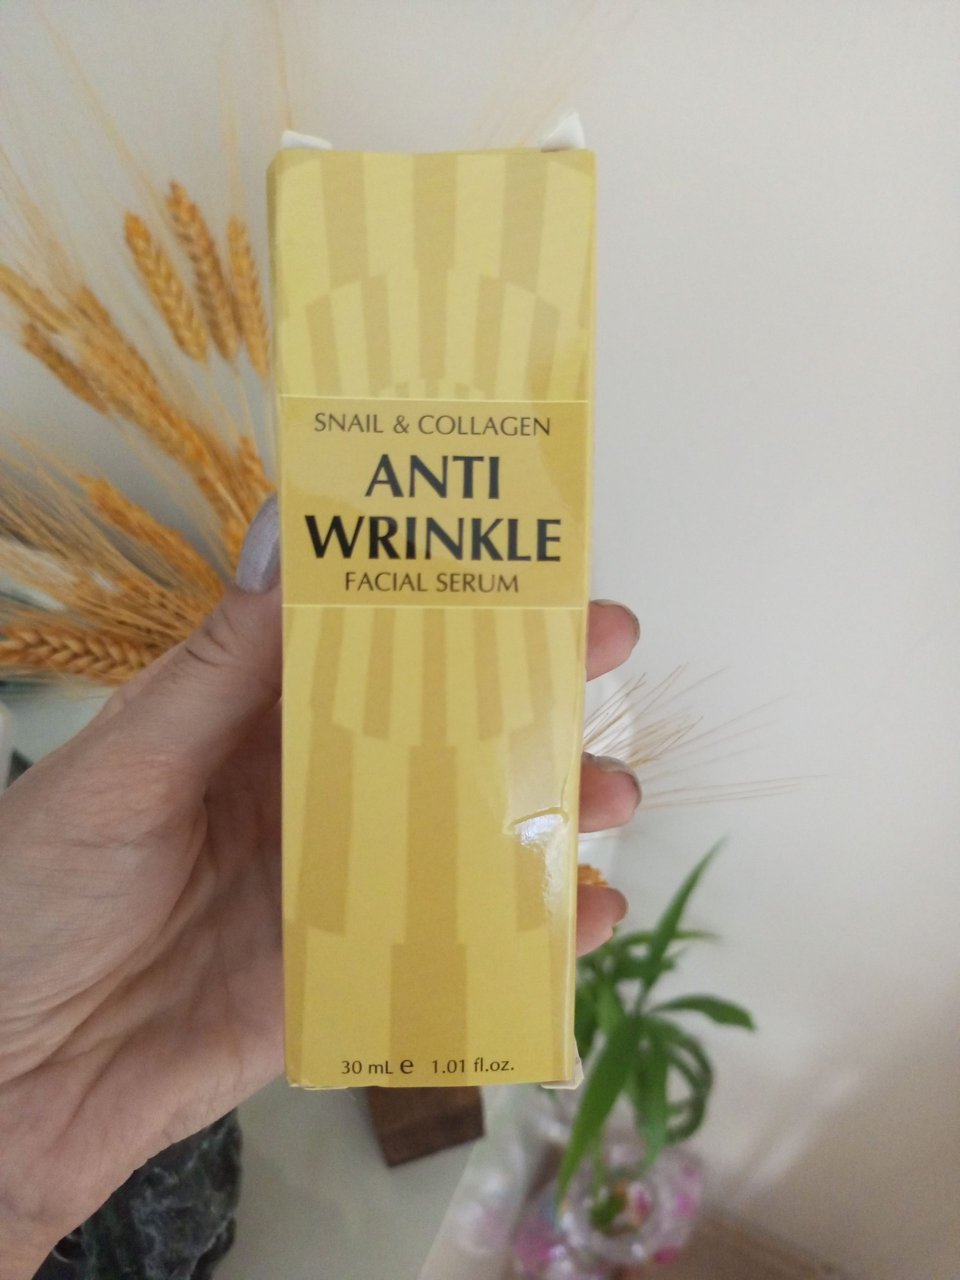 SNAIL & COLLAGEN
ANTI
WRINKLE
FACIAL SERUM
30 mL ℮ 1.01 fl.oz.